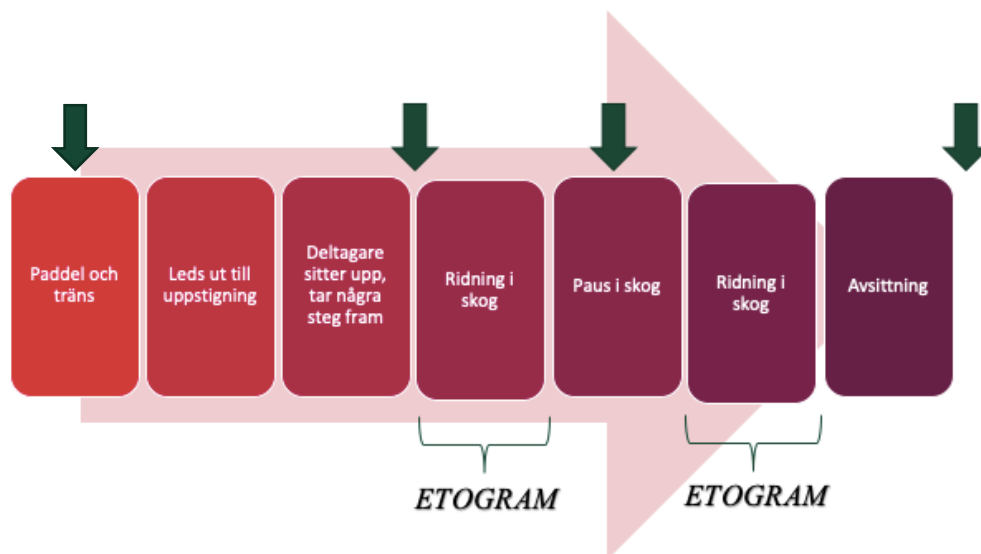 Paddel och
träns
Leds ut till
uppstigning
Deltagare
sitter upp,
tar några
steg fram
Ridning i
skog
Paus i skog
Ridning i
skog
Avsittning
ETOGRAM
ETOGRAM